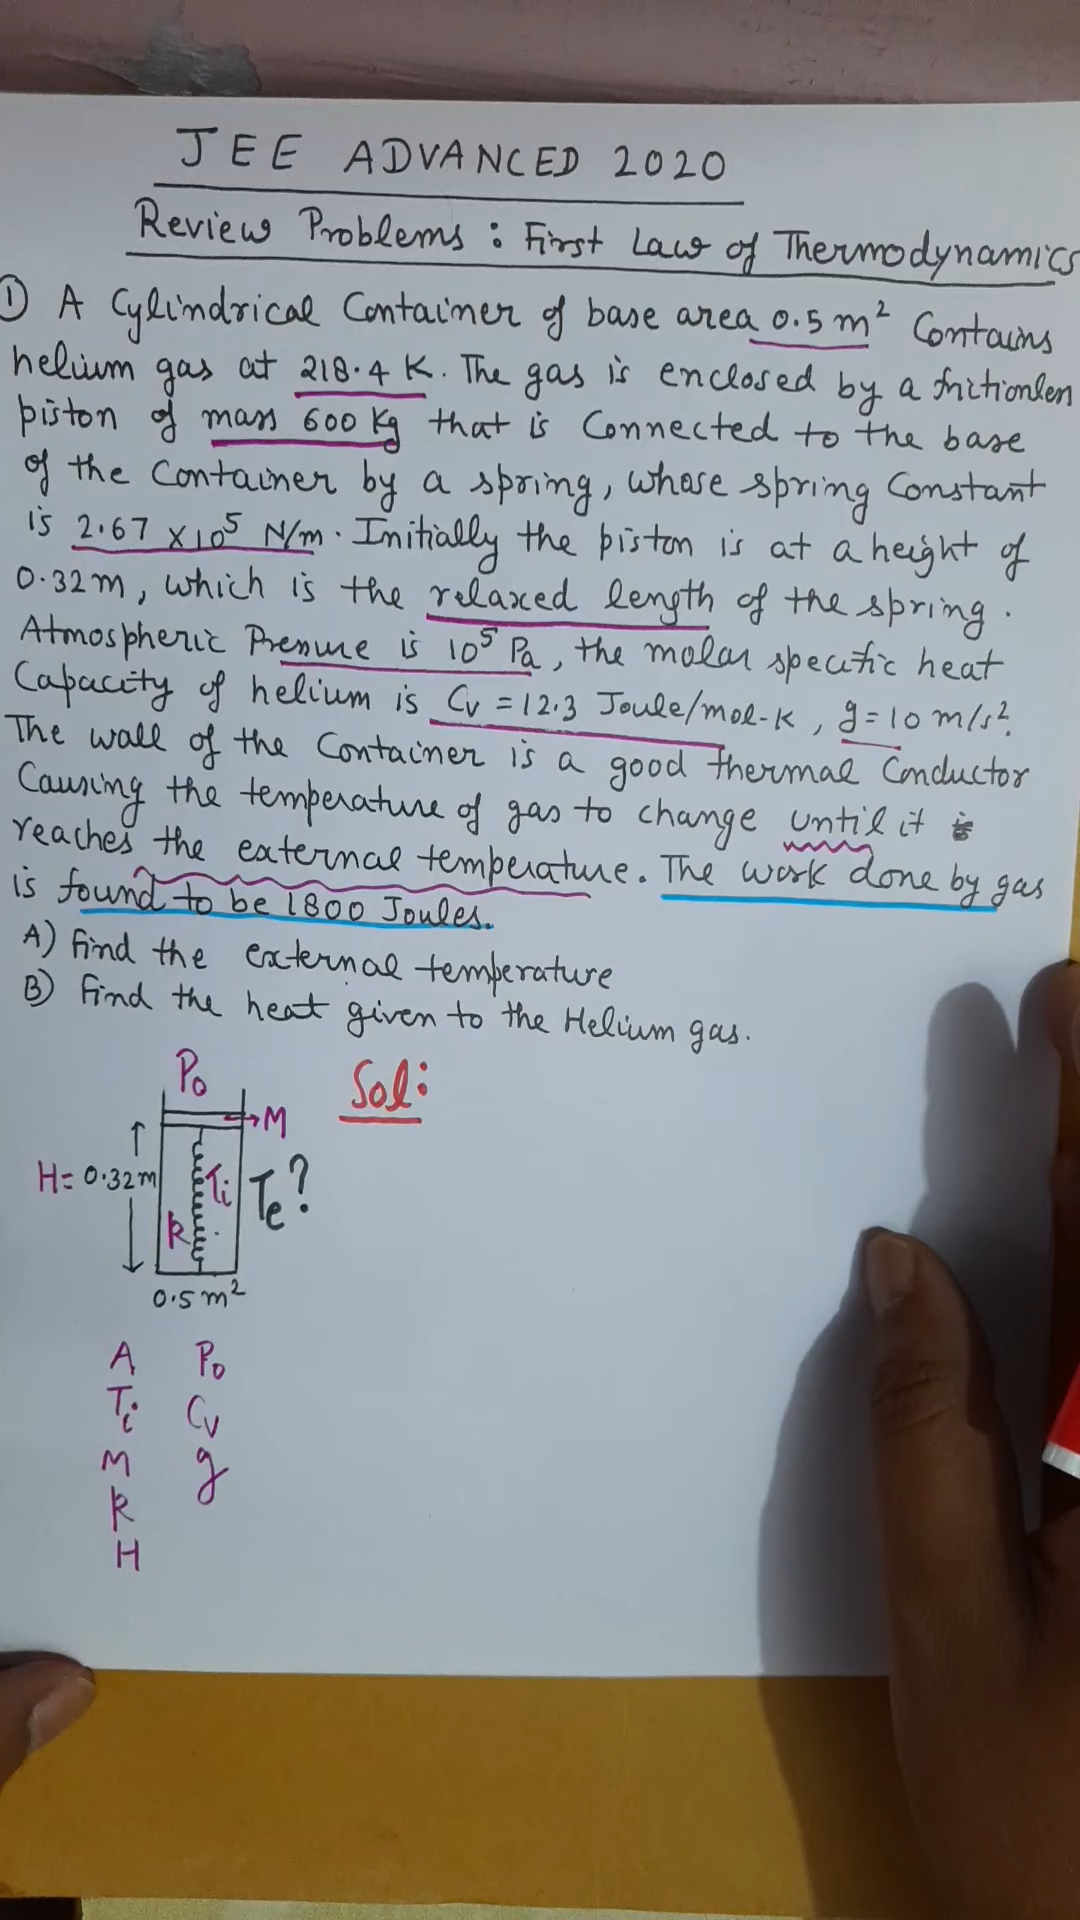 JEE ADVANCED 2020
Review Problems : First Law of Thermodynamics
① A Cylindrical Container of base area 0.5 m² Contains
helium gas at 218.4 K. The gas is enclosed by a frictionless
piston of mass 600 kg that is Connected to the base
of the Container by a spring, whose spring Constant
is 2.67 x10⁵ N/m. Initially the piston is at a height of
0.32m, which is the relaxed length of the spring.
Atmospheric Pressure is 10⁵ Pa, the molar specific heat
Capacity of helium is Cv = 12.3 Joule/mol-K, g = 10 m/s².
The wall of the Container is a good thermal Conductor
Causing the temperature of gas to change until it is
reaches the external temperature. The work done by gas
is found to be 1800 Joules.
A) find the external temperature
B) find the heat given to the Helium gas.
P₀
Sol:
→M
H= 0.32m
Ti
Te?
k
0.5 m²
A P₀
Ti Cv
M g
k
H